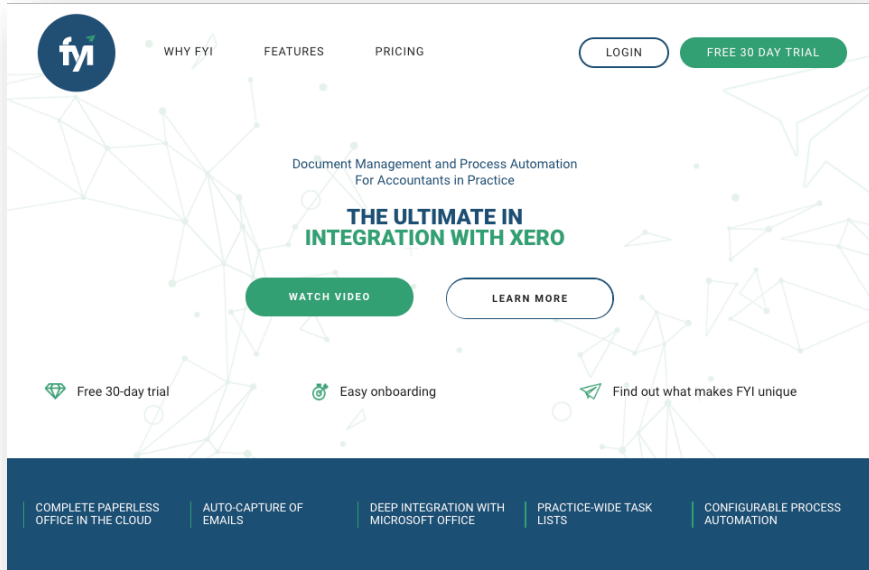 fyi
WHY FYI
FEATURES
PRICING
LOGIN
FREE 30 DAY TRIAL
Document Management and Process Automation
For Accountants in Practice
THE ULTIMATE IN
INTEGRATION WITH XERO
WATCH VIDEO
LEARN MORE
Free 30-day trial
Easy onboarding
Find out what makes FYI unique
COMPLETE PAPERLESS
OFFICE IN THE CLOUD
AUTO-CAPTURE OF
EMAILS
DEEP INTEGRATION WITH
MICROSOFT OFFICE
PRACTICE-WIDE TASK
LISTS
CONFIGURABLE PROCESS
AUTOMATION